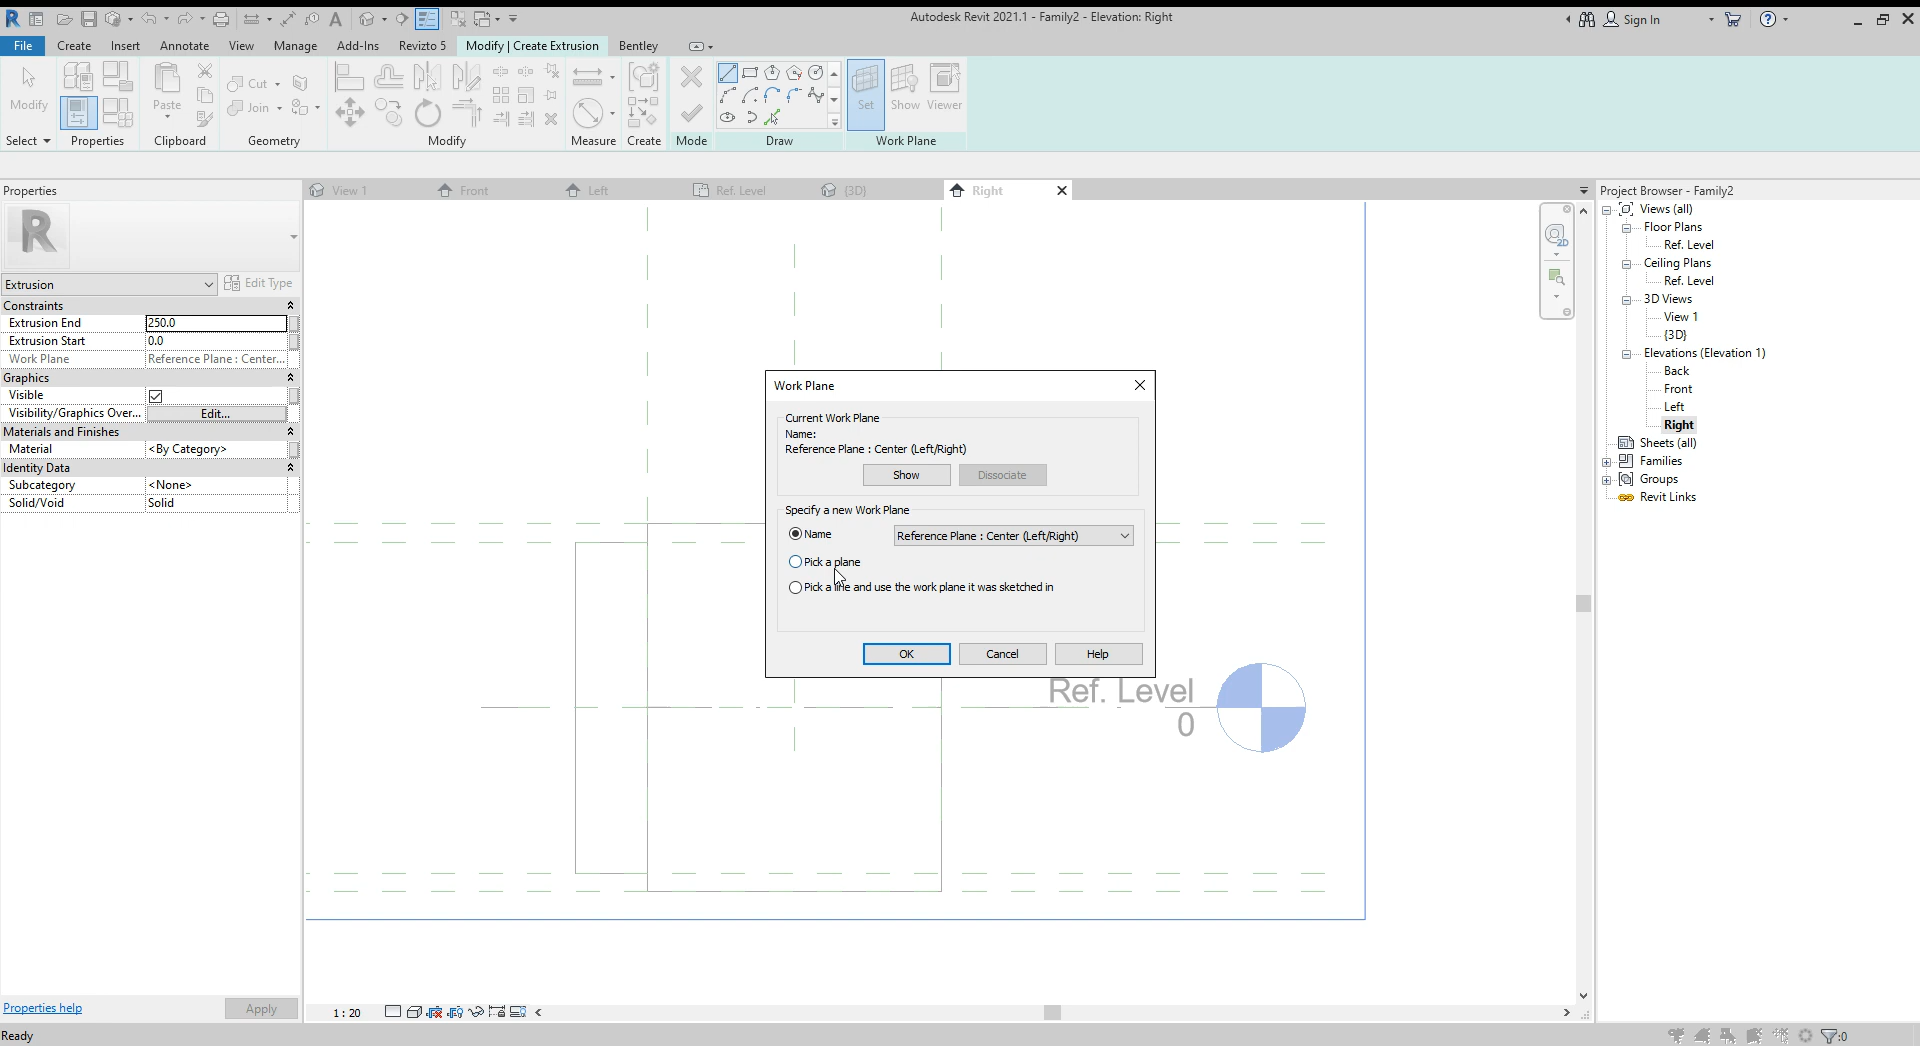 Autodesk Revit 2021.1 - Family2 - Elevation: Right
Sign In
File Create Insert Annotate View Manage Add-Ins Revizto 5 Modify | Create Extrusion Bentley
Modify Paste Cut Join Set Show Viewer
Select Properties Clipboard Geometry Modify Measure Create Mode Draw Work Plane
Properties
View 1 Front Left Ref. Level {3D} Right
Project Browser - Family2
Extrusion Edit Type
Constraints
Extrusion End 250.0
Extrusion Start 0.0
Work Plane Reference Plane : Center...
Graphics
Visible
Visibility/Graphics Over... Edit...
Materials and Finishes
Material <By Category>
Identity Data
Subcategory <None>
Solid/Void Solid
Properties help Apply
Ready
2D
Work Plane
Current Work Plane
Name:
Reference Plane : Center (Left/Right)
Show Dissociate
Specify a new Work Plane
Name Reference Plane : Center (Left/Right)
Pick a plane
Pick a line and use the work plane it was sketched in
OK Cancel Help
Ref. Level
0
1 : 20
Views (all)
Floor Plans
Ref. Level
Ceiling Plans
Ref. Level
3D Views
View 1
{3D}
Elevations (Elevation 1)
Back
Front
Left
Right
Sheets (all)
Families
Groups
Revit Links
:0